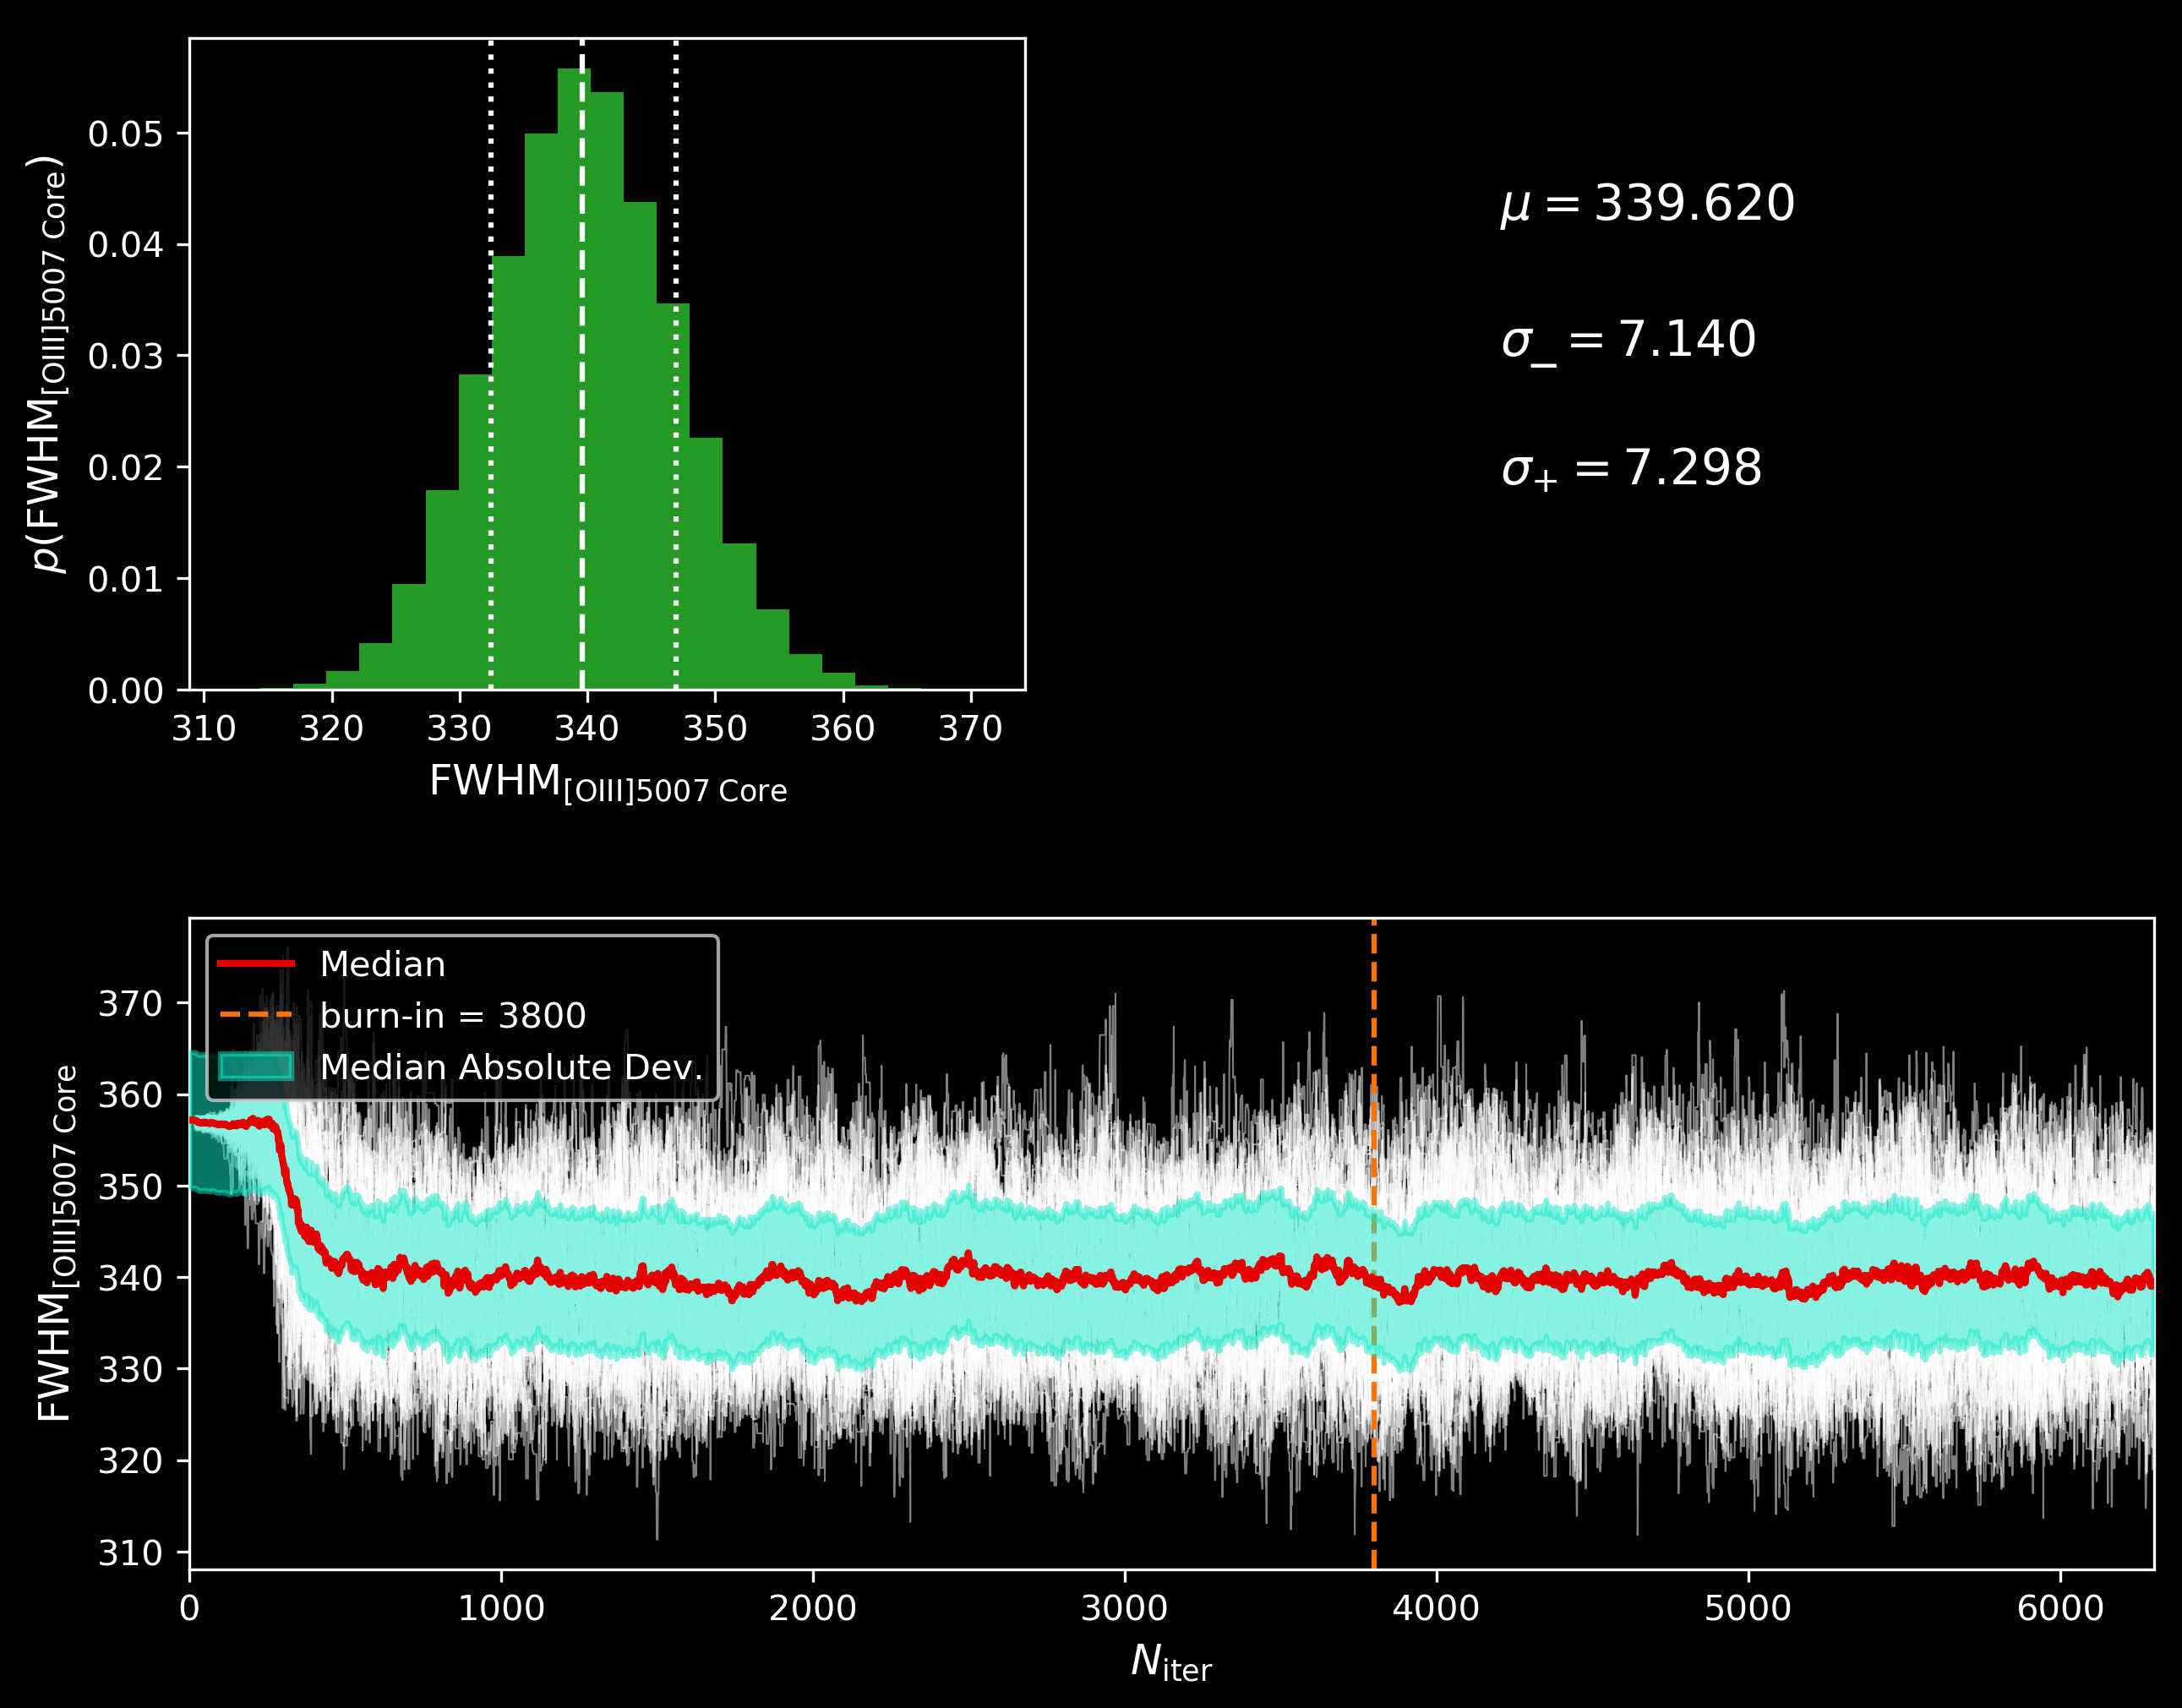 p(FWHM[OIII]5007 Core)
0.05
0.04
0.03
0.02
0.01
0.00
310 320 330 340 350 360 370
FWHM[OIII]5007 Core
μ = 339.620
σ− = 7.140
σ+ = 7.298
FWHM[OIII]5007 Core
370
360
350
340
330
320
310
Median
burn-in = 3800
Median Absolute Dev.
0 1000 2000 3000 4000 5000 6000
Niter